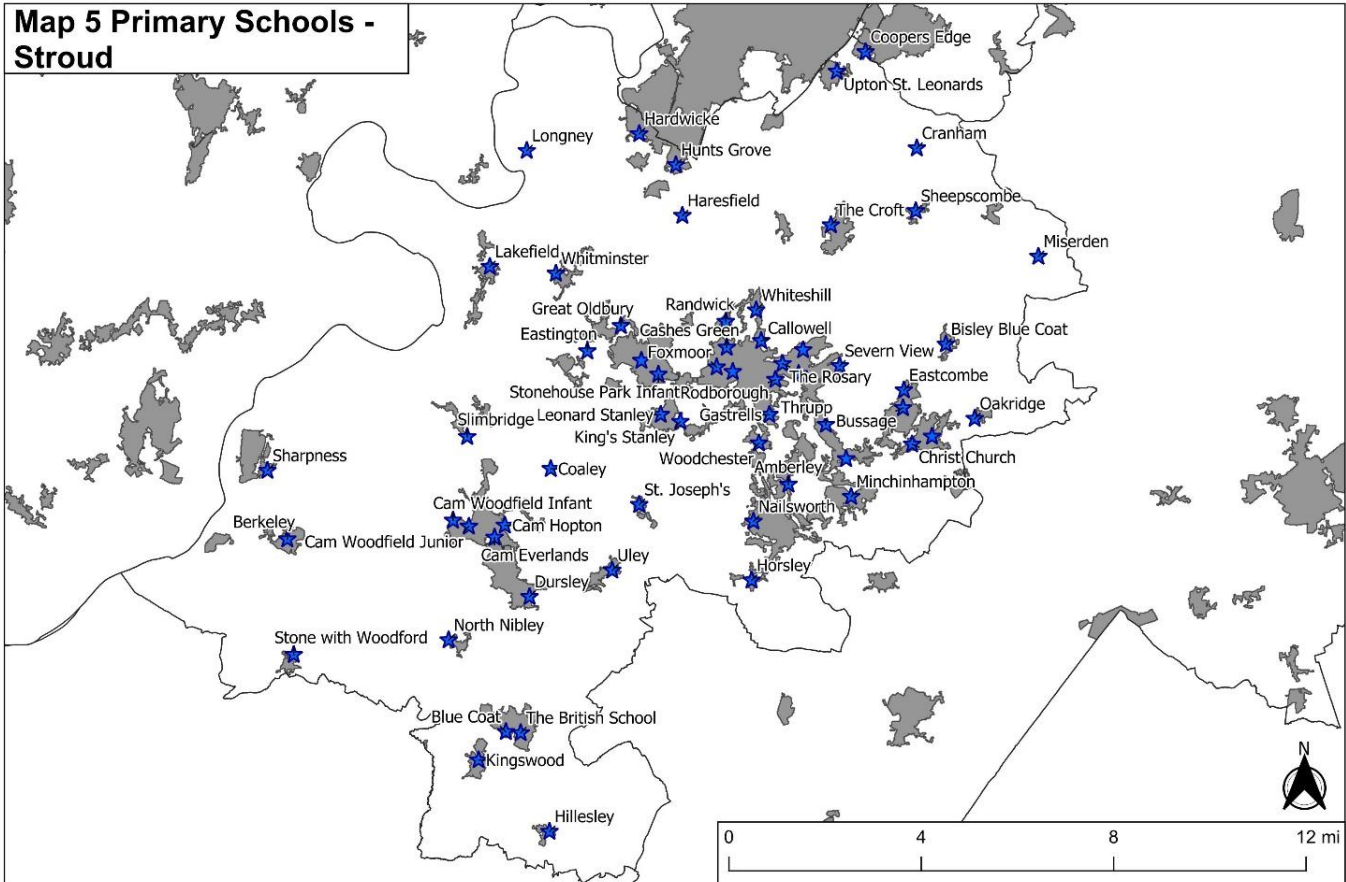 Map 5 Primary Schools -
Stroud
Coopers Edge
Upton St. Leonards
Hardwicke
Longney
Cranham
Hunts Grove
Sheepscombe
Haresfield
The Croft
Miserden
Lakefield
Whitminster
Whiteshill
Randwick
Great Oldbury
Cashes Green
Callowell
Bisley Blue Coat
Eastington
Foxmoor
Severn View
The Rosary
Eastcombe
Stonehouse Park Infant
Rodborough
Oakridge
Leonard Stanley
Gastrells
Thrupp
Slimbridge
King's Stanley
Bussage
Woodchester
Christ Church
Sharpness
Coaley
Amberley
Minchinhampton
St. Joseph's
Cam Woodfield Infant
Nailsworth
Berkeley
Cam Hopton
Cam Woodfield Junior
Cam Everlands
Uley
Horsley
Dursley
North Nibley
Stone with Woodford
Blue Coat
The British School
Kingswood
Hillesley
N
0 4 8 12 mi